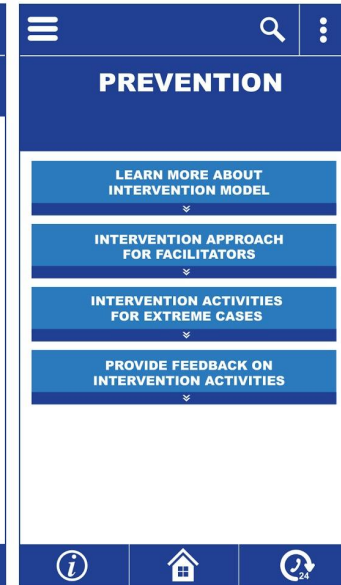 PREVENTION
LEARN MORE ABOUT
INTERVENTION MODEL
INTERVENTION APPROACH
FOR FACILITATORS
INTERVENTION ACTIVITIES
FOR EXTREME CASES
PROVIDE FEEDBACK ON
INTERVENTION ACTIVITIES
i
24